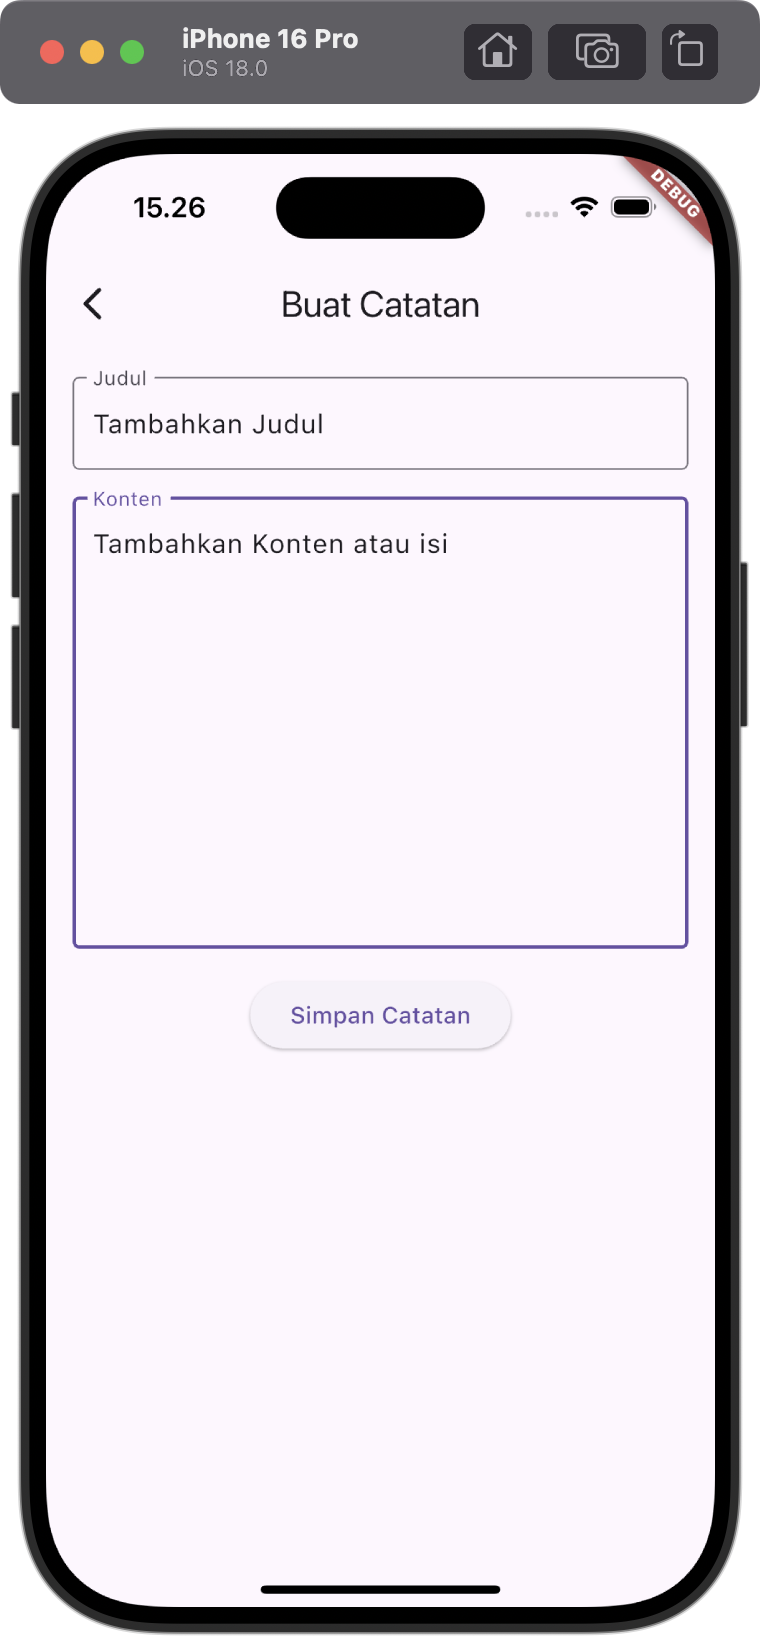 iPhone 16 Pro
iOS 18.0
15.26
DEBUG
Buat Catatan
Judul
Tambahkan Judul
Konten
Tambahkan Konten atau isi
Simpan Catatan